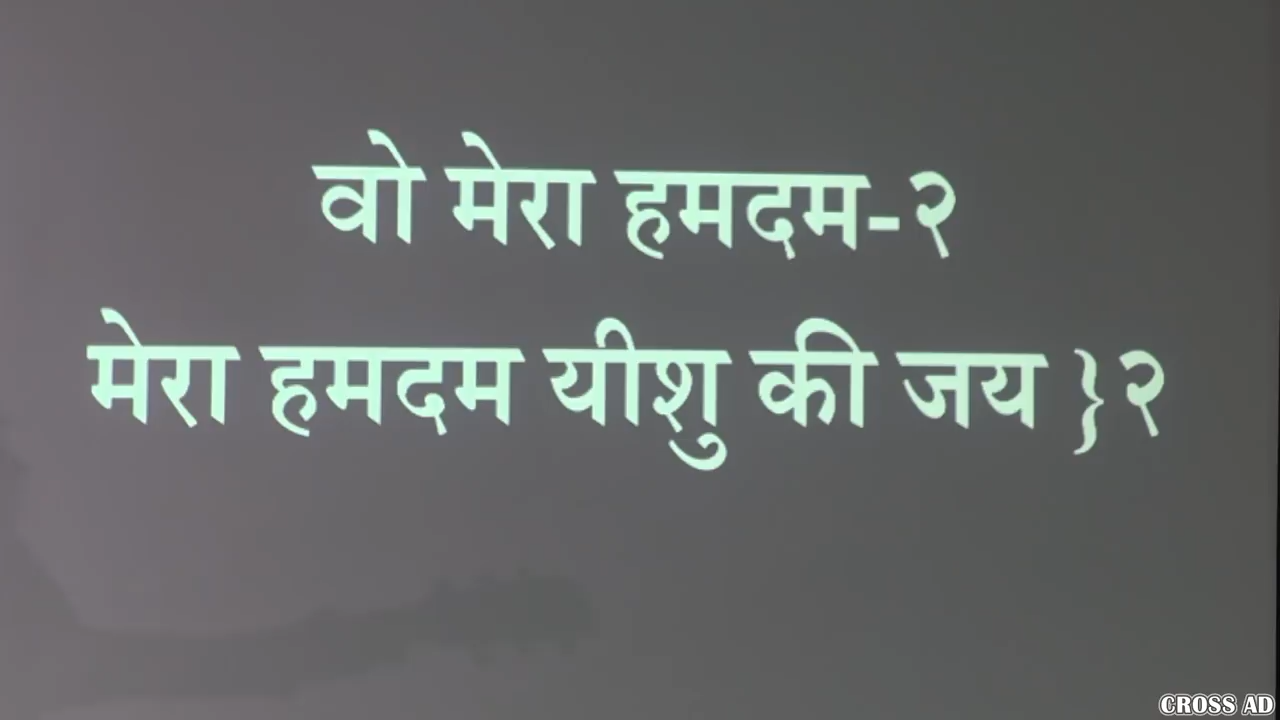 वो मेरा हमदम-२
मेरा हमदम यीशु की जय }२
CROSS AD